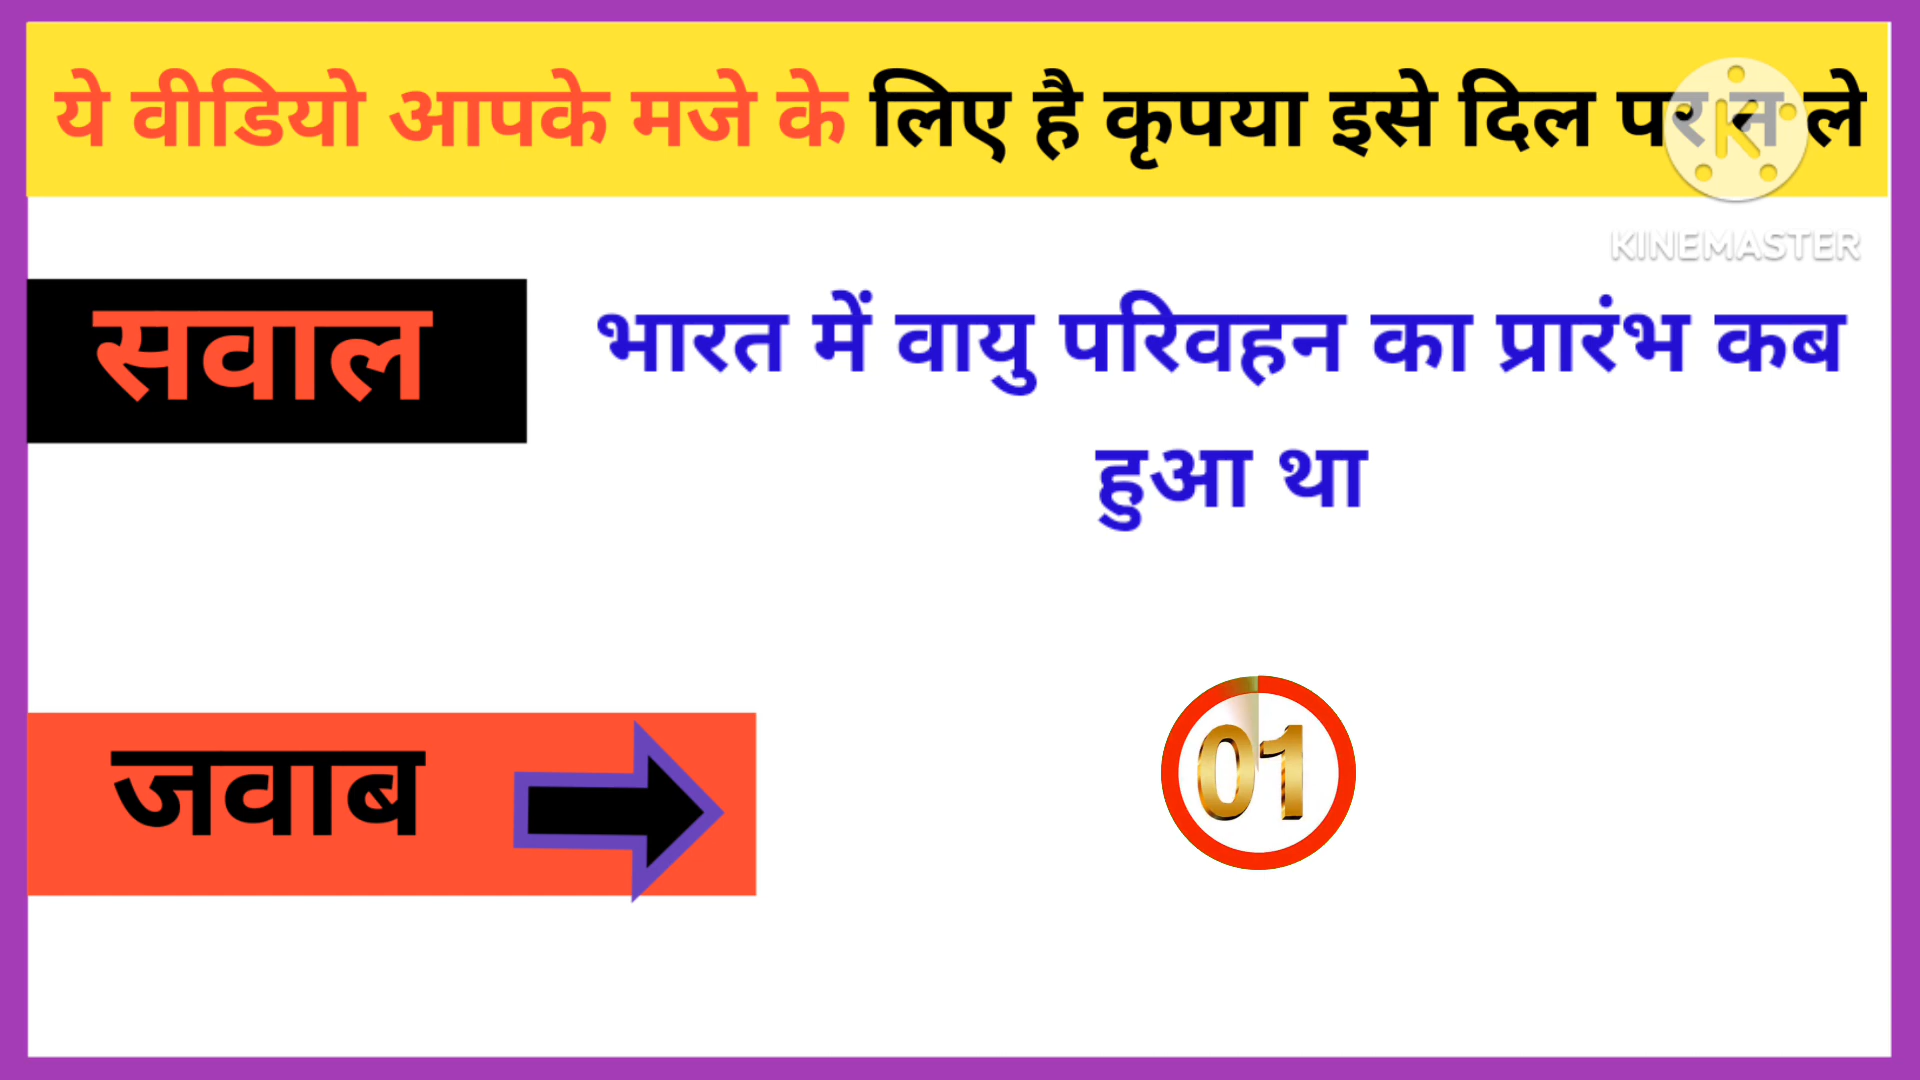 ये वीडियो आपके मजे के लिए है कृपया इसे दिल पर न ले
KINEMASTER
सवाल
भारत में वायु परिवहन का प्रारंभ कब
हुआ था
जवाब
01